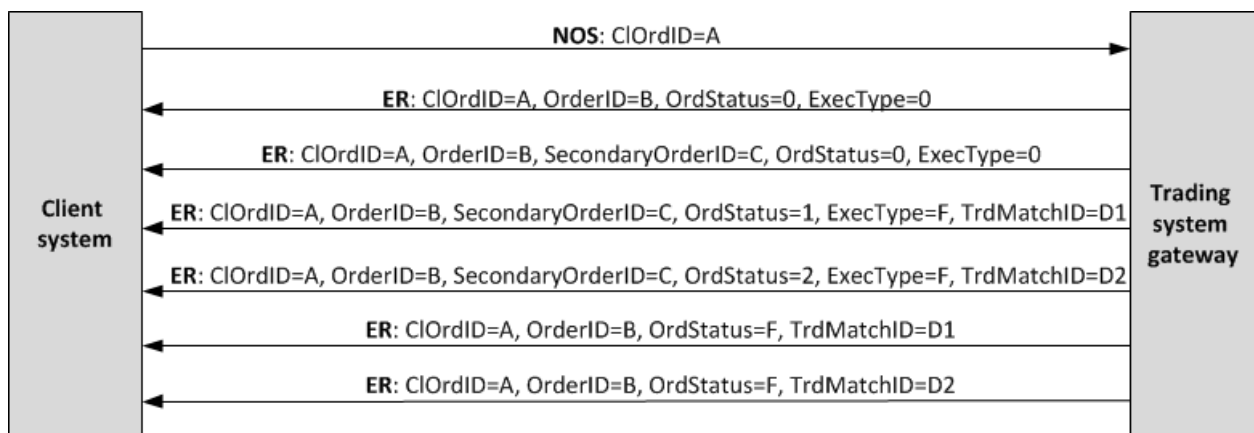 NOS: ClOrdID=A
ER: ClOrdID=A, OrderID=B, OrdStatus=0, ExecType=0
ER: ClOrdID=A, OrderID=B, SecondaryOrderID=C, OrdStatus=0, ExecType=0
ER: ClOrdID=A, OrderID=B, SecondaryOrderID=C, OrdStatus=1, ExecType=F, TrdMatchID=D1
Client
system
Trading
system
gateway
ER: ClOrdID=A, OrderID=B, SecondaryOrderID=C, OrdStatus=2, ExecType=F, TrdMatchID=D2
ER: ClOrdID=A, OrderID=B, OrdStatus=F, TrdMatchID=D1
ER: ClOrdID=A, OrderID=B, OrdStatus=F, TrdMatchID=D2